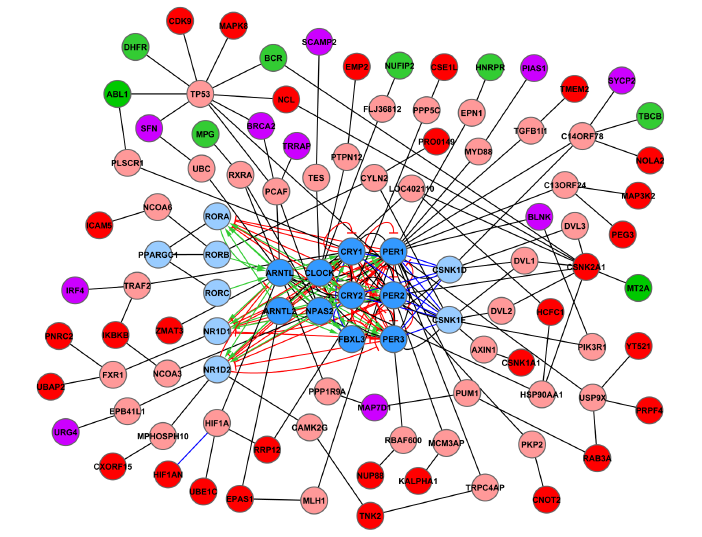 CDK9
MAPK8
SCAMP2
DHFR
BCR
EMP2
NUFIP2
CSE1L
HNRPR
PIAS1
TMEM2
SYCP2
ABL1
TP53
NCL
FLJ36812
PPP5C
EPN1
TBCB
SFN
MPG
BRCA2
TRRAP
PTPN12
PRO0149
MYD88
TGFB1I1
C14ORF78
NOLA2
PLSCR1
UBC
RXRA
PCAF
TES
CYLN2
LOC402110
C13ORF24
MAP3K2
NCOA6
RORA
BLNK
DVL3
PEG3
ICAM5
PPARGC1
RORB
CRY1
PER1
CSNK1D
DVL1
CSNK2A1
ARNTL
CLOCK
IRF4
TRAF2
RORC
CRY2
PER2
MT2A
ARNTL2
NPAS2
CSNK1E
DVL2
HCFC1
PNRC2
IKBKB
ZMAT3
NR1D1
FBXL3
PER3
AXIN1
PIK3R1
YT521
UBAP2
FXR1
NCOA3
NR1D2
CSNK1A1
PPP1R9A
PUM1
HSP90AA1
USP9X
URG4
EPB41L1
MAP7D1
PRPF4
MPHOSPH10
HIF1A
CAMK2G
RBAF600
MCM3AP
PKP2
RAB3A
CXORF15
HIF1AN
RRP12
NUP88
KALPHA1
TRPC4AP
UBE1C
EPAS1
MLH1
TNK2
CNOT2